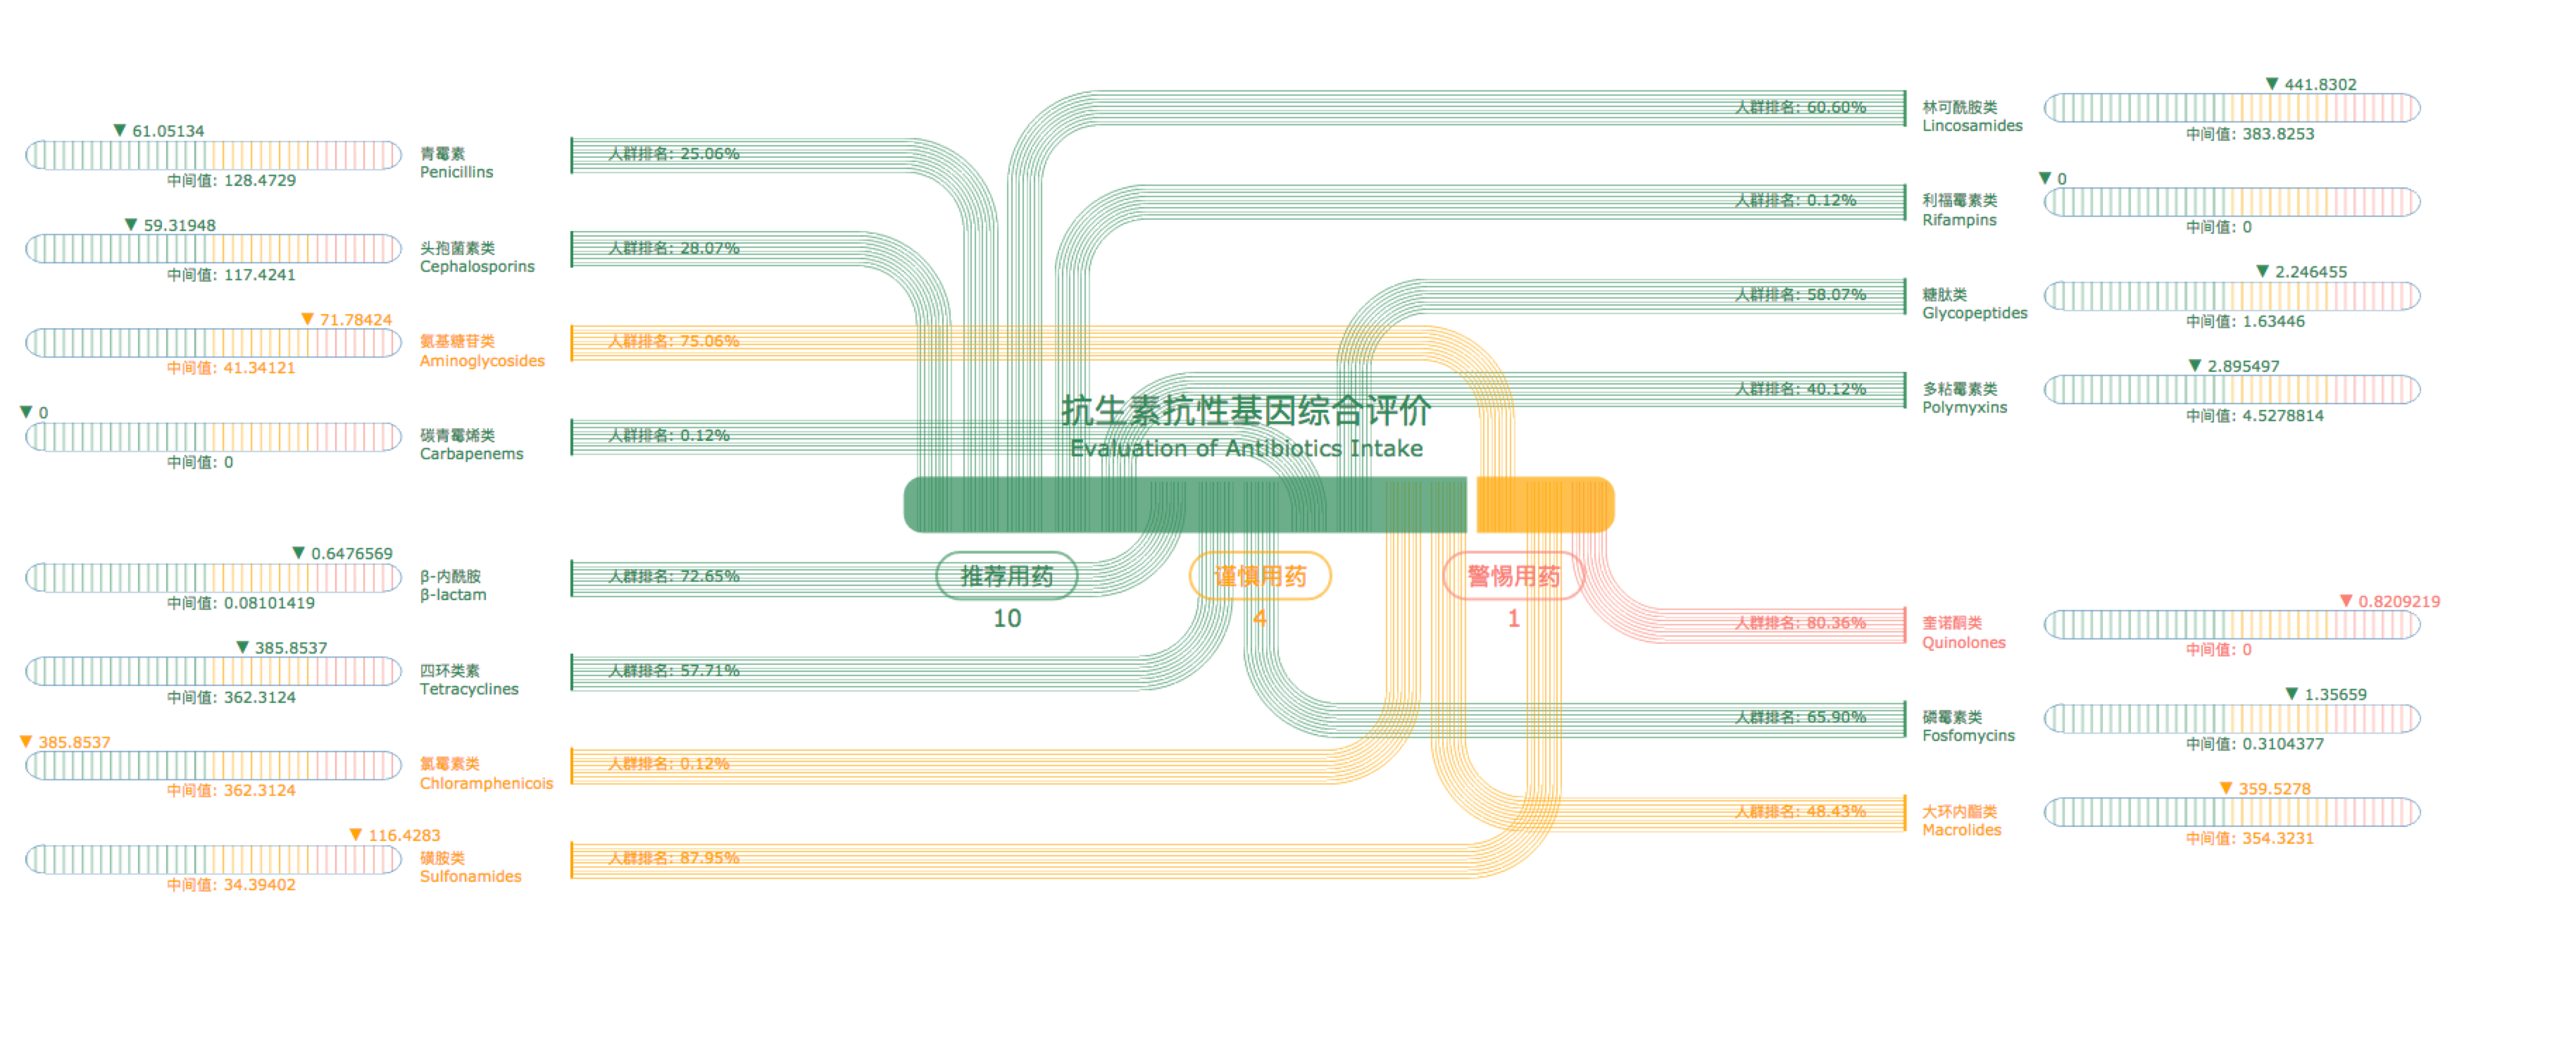 ▼ 61.05134
中间值: 128.4729
青霉素
Penicillins
人群排名: 25.06%
▼ 59.31948
中间值: 117.4241
头孢菌素类
Cephalosporins
人群排名: 28.07%
▼ 71.78424
中间值: 41.34121
氨基糖苷类
Aminoglycosides
人群排名: 75.06%
▼ 0
中间值: 0
碳青霉烯类
Carbapenems
人群排名: 0.12%
▼ 0.6476569
中间值: 0.08101419
β-内酰胺
β-lactam
人群排名: 72.65%
▼ 385.8537
中间值: 362.3124
四环类素
Tetracyclines
人群排名: 57.71%
▼ 385.8537
中间值: 362.3124
氯霉素类
Chloramphenicois
人群排名: 0.12%
▼ 116.4283
中间值: 34.39402
磺胺类
Sulfonamides
人群排名: 87.95%
抗生素抗性基因综合评价
Evaluation of Antibiotics Intake
推荐用药
10
谨慎用药
4
警惕用药
1
人群排名: 60.60%
林可酰胺类
Lincosamides
▼ 441.8302
中间值: 383.8253
人群排名: 0.12%
利福霉素类
Rifampins
▼ 0
中间值: 0
人群排名: 58.07%
糖肽类
Glycopeptides
▼ 2.246455
中间值: 1.63446
人群排名: 40.12%
多粘霉素类
Polymyxins
▼ 2.895497
中间值: 4.5278814
人群排名: 80.36%
奎诺酮类
Quinolones
▼ 0.8209219
中间值: 0
人群排名: 65.90%
磷霉素类
Fosfomycins
▼ 1.35659
中间值: 0.3104377
人群排名: 48.43%
大环内酯类
Macrolides
▼ 359.5278
中间值: 354.3231